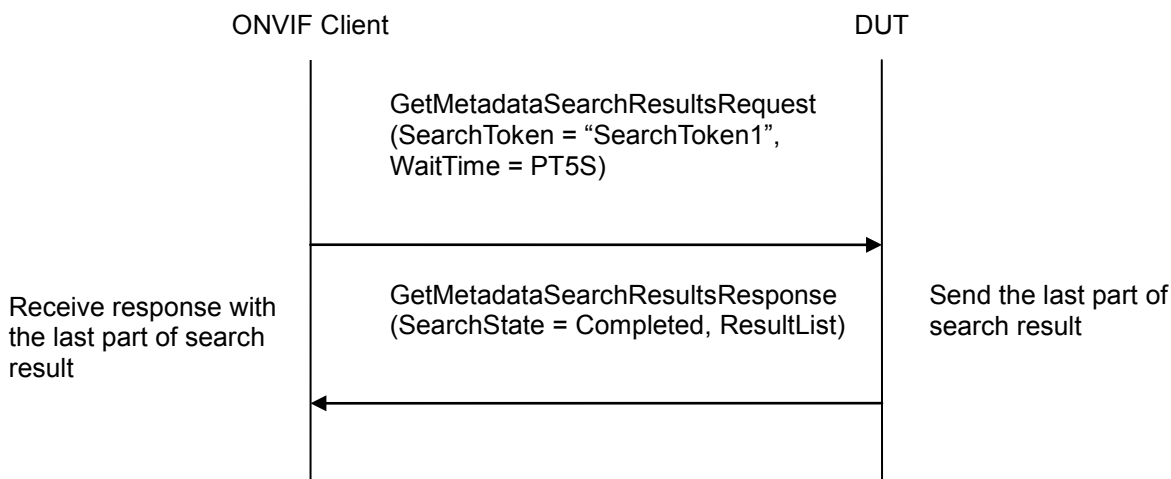 ONVIF Client
DUT
GetMetadataSearchResultsRequest
(SearchToken = “SearchToken1”,
WaitTime = PT5S)
Receive response with
the last part of search
result
GetMetadataSearchResultsResponse
(SearchState = Completed, ResultList)
Send the last part of
search result